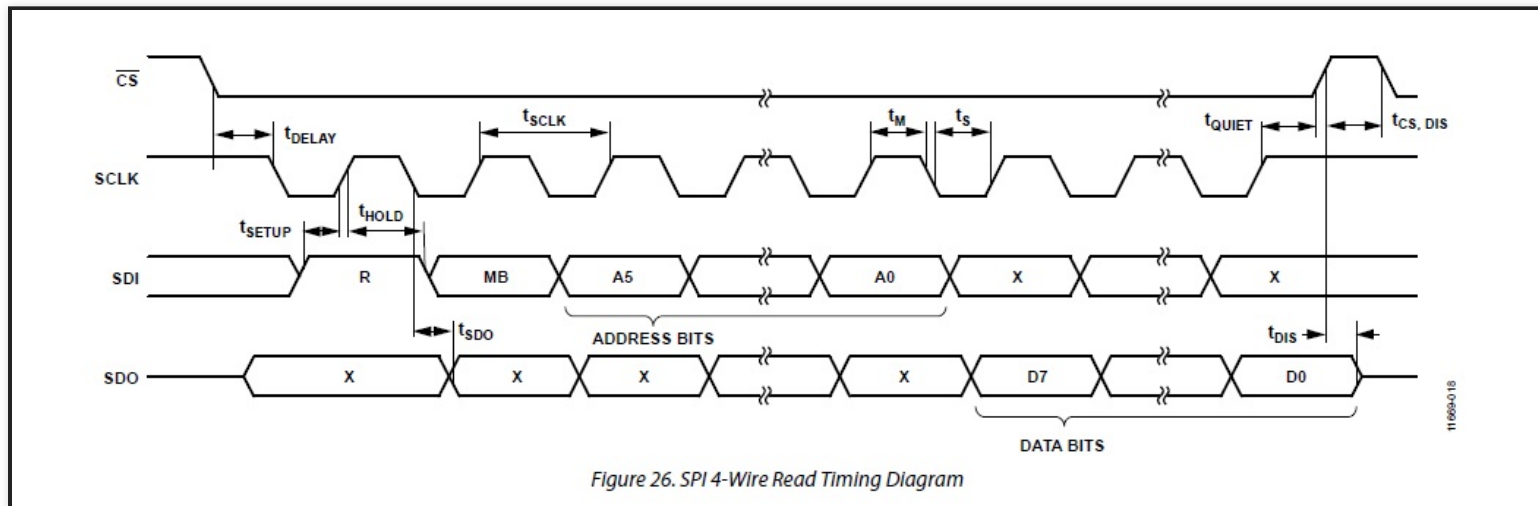 CS
tDELAY
tSCLK
tM
tS
tQUIET
tCS, DIS
SCLK
tSETUP
tHOLD
SDI
R
MB
A5
A0
X
X
tSDO
ADDRESS BITS
tDIS
SDO
X
X
X
X
D7
D0
DATA BITS
11669-018
Figure 26. SPI 4-Wire Read Timing Diagram